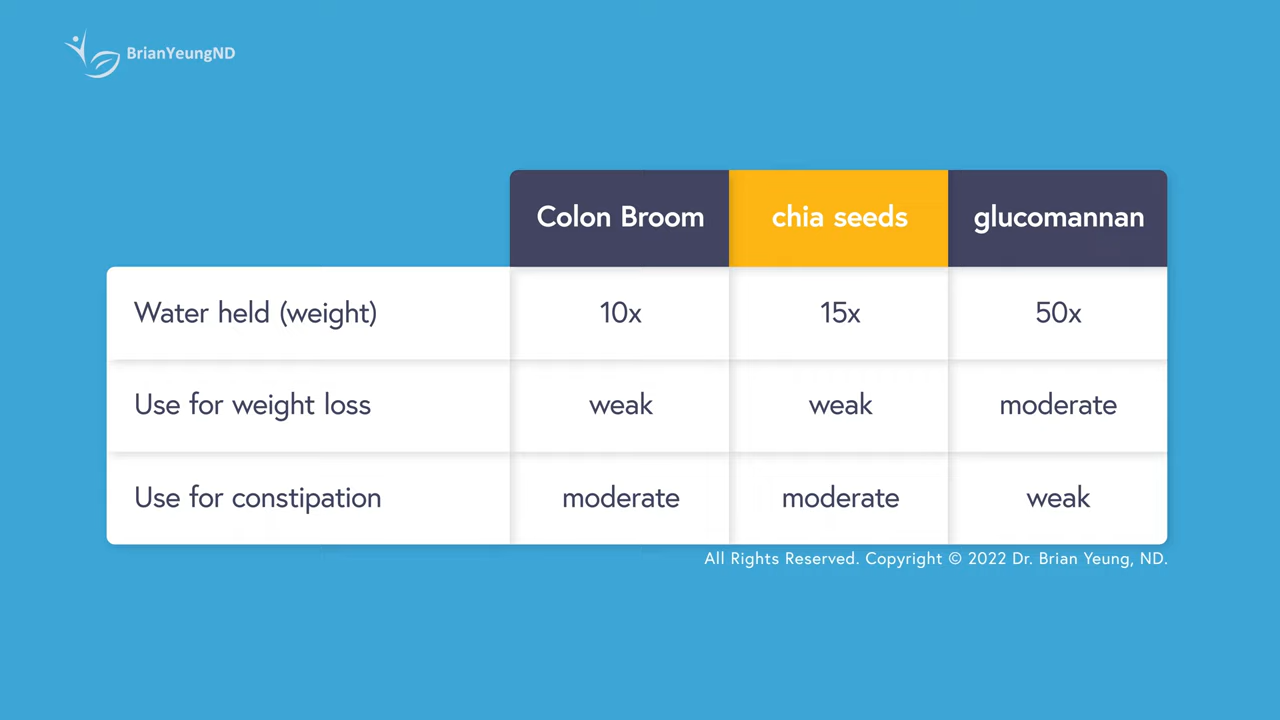 BrianYeungND
Colon Broom chia seeds glucomannan
Water held (weight) 10x 15x 50x
Use for weight loss weak weak moderate
Use for constipation moderate moderate weak
All Rights Reserved. Copyright © 2022 Dr. Brian Yeung, ND.